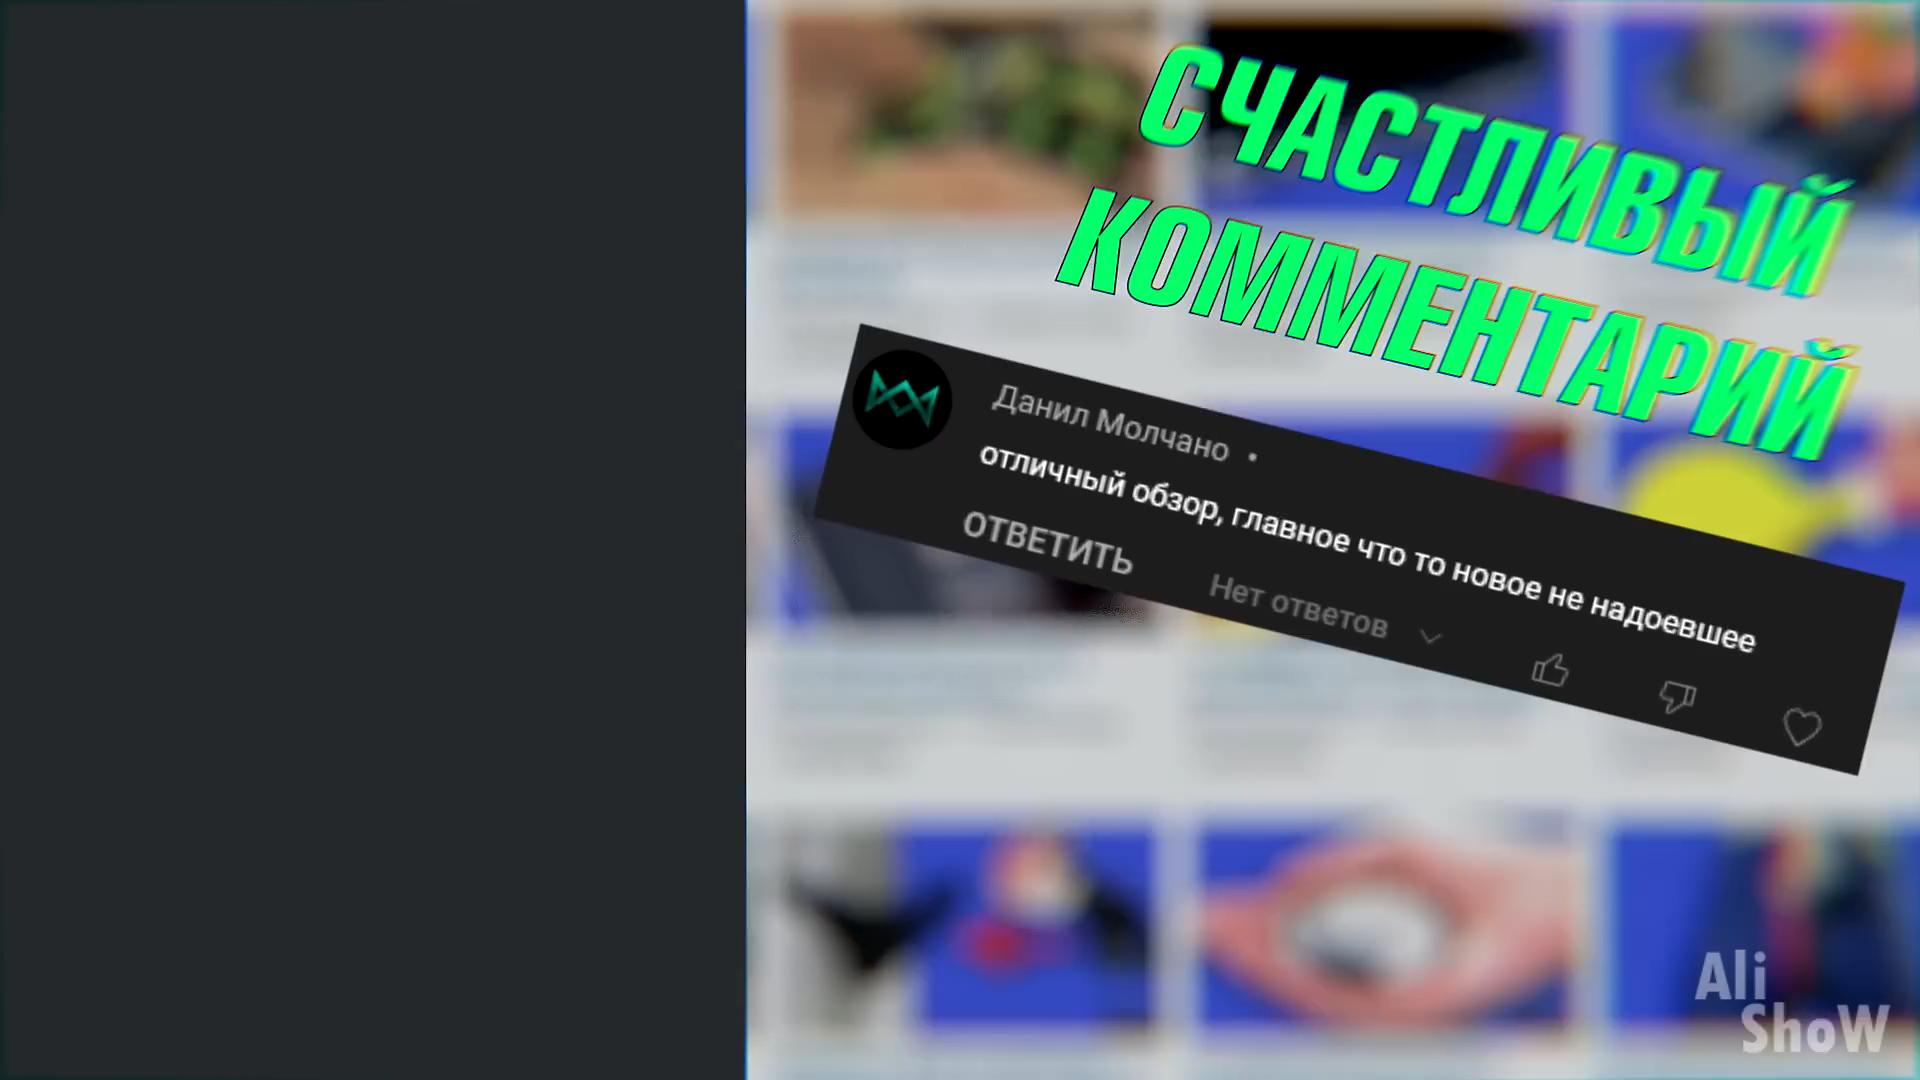 СЧАСТЛИВЫЙ
КОММЕНТАРИЙ
Данил Молчано •
отличный обзор, главное что то новое не надоевшее
ОТВЕТИТЬ
Нет ответов
Ali
ShoW